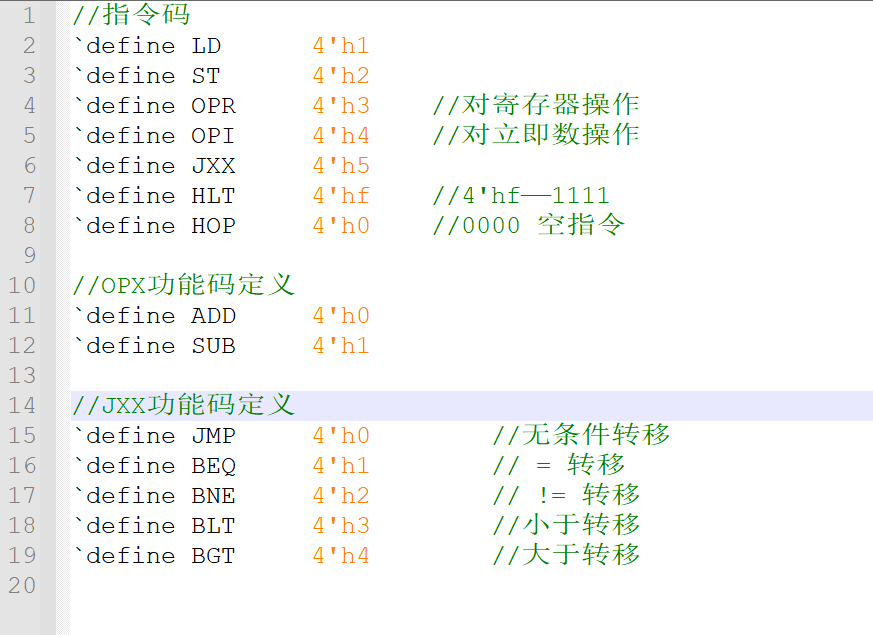 1 //指令码
2 `define LD 4'h1
3 `define ST 4'h2
4 `define OPR 4'h3 //对寄存器操作
5 `define OPI 4'h4 //对立即数操作
6 `define JXX 4'h5
7 `define HLT 4'hf //4'hf——1111
8 `define HOP 4'h0 //0000 空指令
9
10 //OPX功能码定义
11 `define ADD 4'h0
12 `define SUB 4'h1
13
14 //JXX功能码定义
15 `define JMP 4'h0 //无条件转移
16 `define BEQ 4'h1 // = 转移
17 `define BNE 4'h2 // != 转移
18 `define BLT 4'h3 //小于转移
19 `define BGT 4'h4 //大于转移
20